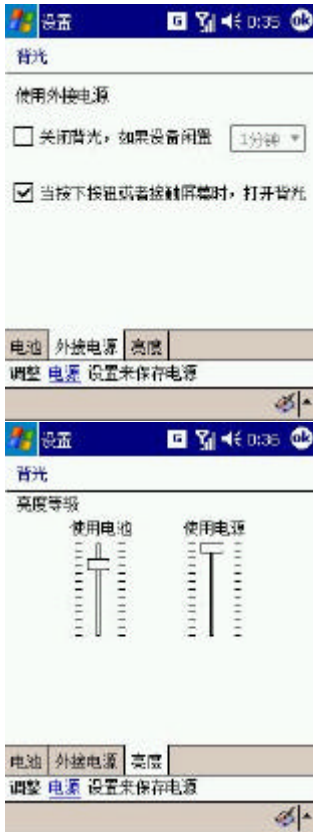 设置 G 0:35 ok
背光
使用外接电源
关闭背光，如果设备闲置 1分钟
当按下按钮或者接触屏幕时，打开背光
电池 外接电源 亮度
调整 电源 设置来保存电源
设置 G 0:36 ok
背光
亮度等级
使用电池 使用电源
电池 外接电源 亮度
调整 电源 设置来保存电源